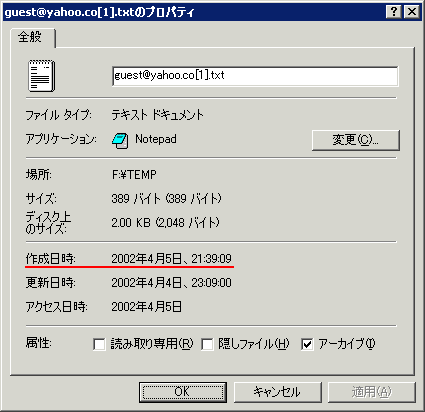 guest@yahoo.co[1].txtのプロパティ
全般
guest@yahoo.co[1].txt
ファイル タイプ: テキスト ドキュメント
アプリケーション: Notepad 変更(C)...
場所: F:¥TEMP
サイズ: 389 バイト (389 バイト)
ディスク上
のサイズ: 2.00 KB (2,048 バイト)
作成日時: 2002年4月5日、21:39:09
更新日時: 2002年4月4日、23:09:00
アクセス日時: 2002年4月5日
属性: 読み取り専用(R) 隠しファイル(H) アーカイブ(I)
OK キャンセル 適用(A)